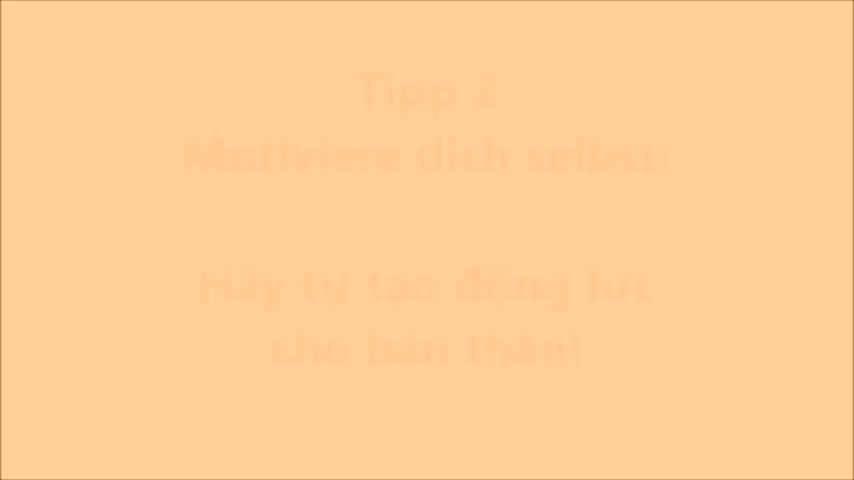 Tipp 2
Motiviere dich selbst!
Hãy tự tạo động lực
cho bản thân!